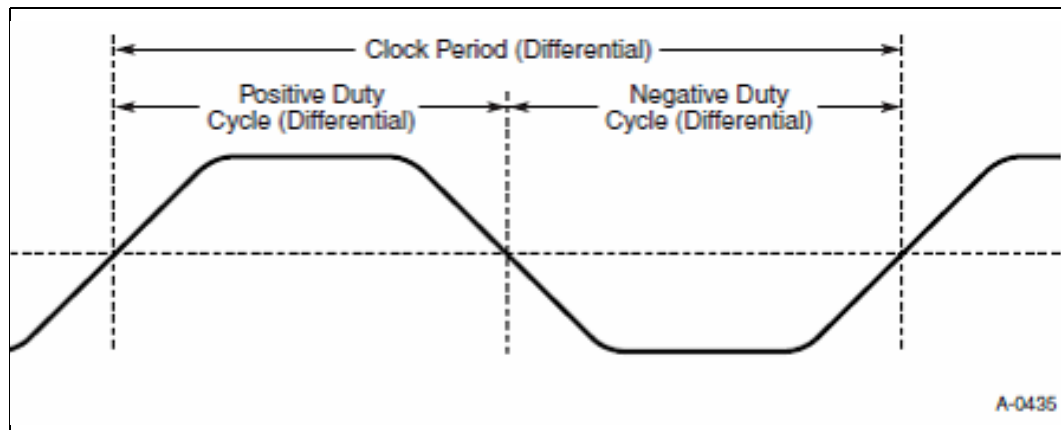 Clock Period (Differential)
Positive Duty
Cycle (Differential)
Negative Duty
Cycle (Differential)
A-0435